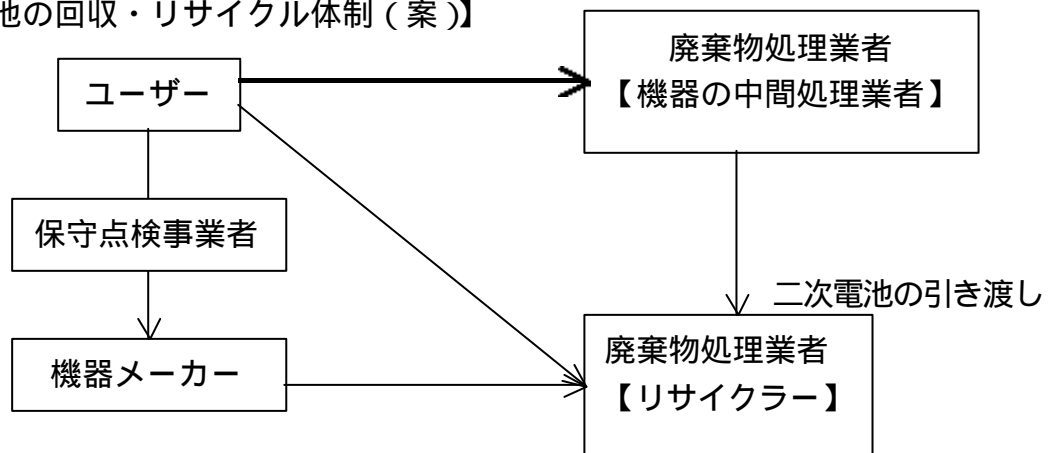 池の回収・リサイクル体制(案)】
廃棄物処理業者
【機器の中間処理業者】
ユーザー
保守点検事業者
二次電池の引き渡し
機器メーカー
廃棄物処理業者
【リサイクラー】